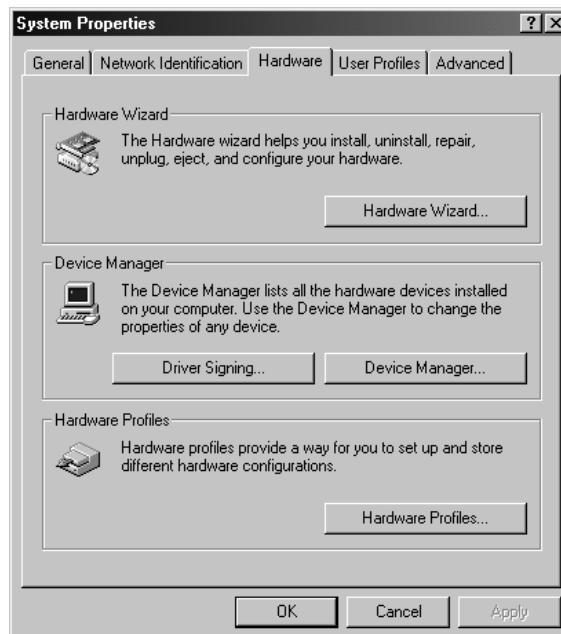 System Properties
General
Network Identification
Hardware
User Profiles
Advanced
Hardware Wizard
The Hardware wizard helps you install, uninstall, repair,
unplug, eject, and configure your hardware.
Hardware Wizard...
Device Manager
The Device Manager lists all the hardware devices installed
on your computer. Use the Device Manager to change the
properties of any device.
Driver Signing...
Device Manager...
Hardware Profiles
Hardware profiles provide a way for you to set up and store
different hardware configurations.
Hardware Profiles...
OK
Cancel
Apply